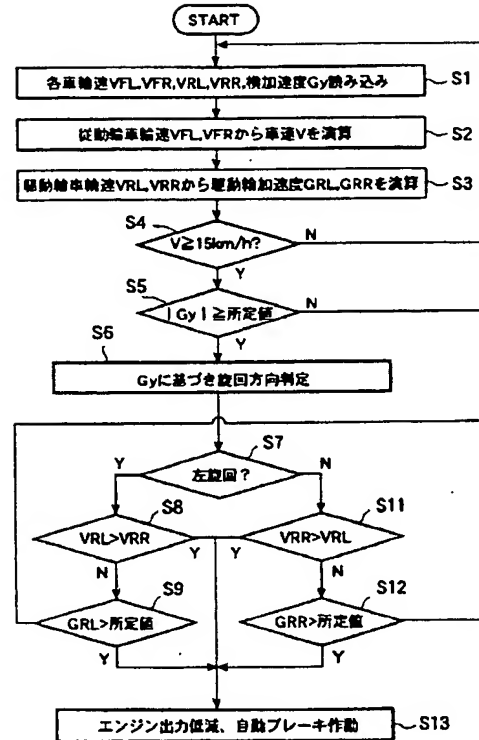 START
各車輪速VFL,VFR,VRL,VRR,横加速度Gy読み込み
S1
従動輪車輪速VFL,VFRから車速Vを演算
S2
駆動輪車輪速VRL,VRRから駆動輪加速度GRL,GRRを演算
S3
S4
V≧15km/h?
N
Y
S5
|Gy|≧所定値
N
Y
S6
Gyに基づき旋回方向判定
S7
Y
左旋回?
N
S8
VRL>VRR
Y
N
S11
VRR>VRL
Y
N
S9
GRL>所定値
Y
S12
GRR>所定値
Y
エンジン出力低減、自動ブレーキ作動
S13